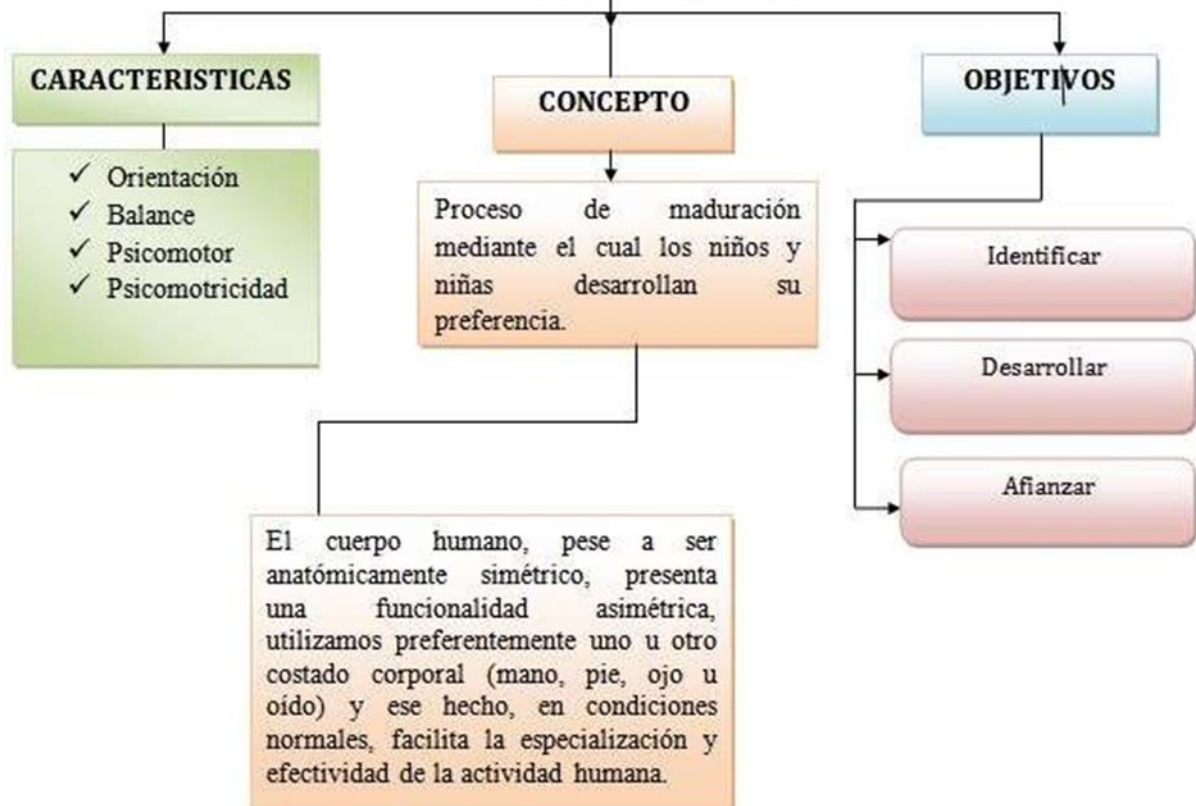 CARACTERISTICAS
✓ Orientación
✓ Balance
✓ Psicomotor
✓ Psicomotricidad
CONCEPTO
Proceso de maduración
mediante el cual los niños y
niñas desarrollan su
preferencia.
El cuerpo humano, pese a ser
anatómicamente simétrico, presenta
una funcionalidad asimétrica,
utilizamos preferentemente uno u otro
costado corporal (mano, pie, ojo u
oído) y ese hecho, en condiciones
normales, facilita la especialización y
efectividad de la actividad humana.
OBJETIVOS
Identificar
Desarrollar
Afianzar